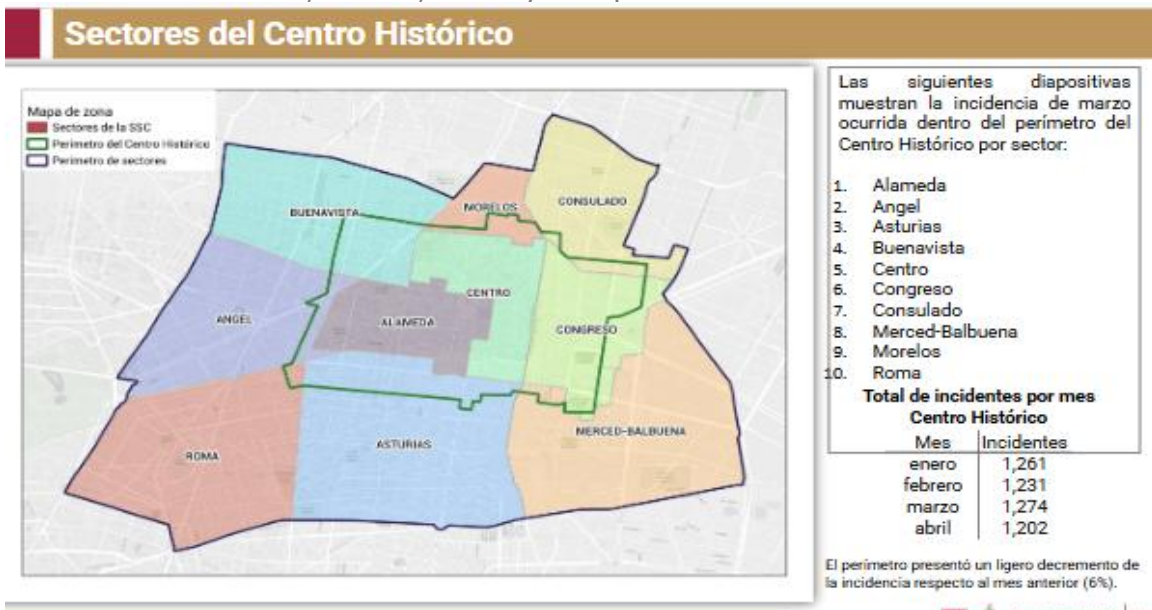 Sectores del Centro Histórico
Mapa de zona
Sectores de la SSC
Perímetro del Centro Histórico
Perímetro de sectores
BUENAVISTA
MORELOS
CONSULADO
CENTRO
ANGEL
ALAMEDA
CONGRESO
MERCED-BALBUENA
ASTURIAS
ROMA
Las siguientes diapositivas
muestran la incidencia de marzo
ocurrida dentro del perímetro del
Centro Histórico por sector:
1. Alameda
2. Angel
3. Asturias
4. Buenavista
5. Centro
6. Congreso
7. Consulado
8. Merced-Balbuena
9. Morelos
10. Roma
Total de incidentes por mes
Centro Histórico
Mes Incidentes
enero 1,261
febrero 1,231
marzo 1,274
abril 1,202
El perímetro presentó un ligero decremento de
la incidencia respecto al mes anterior (6%).